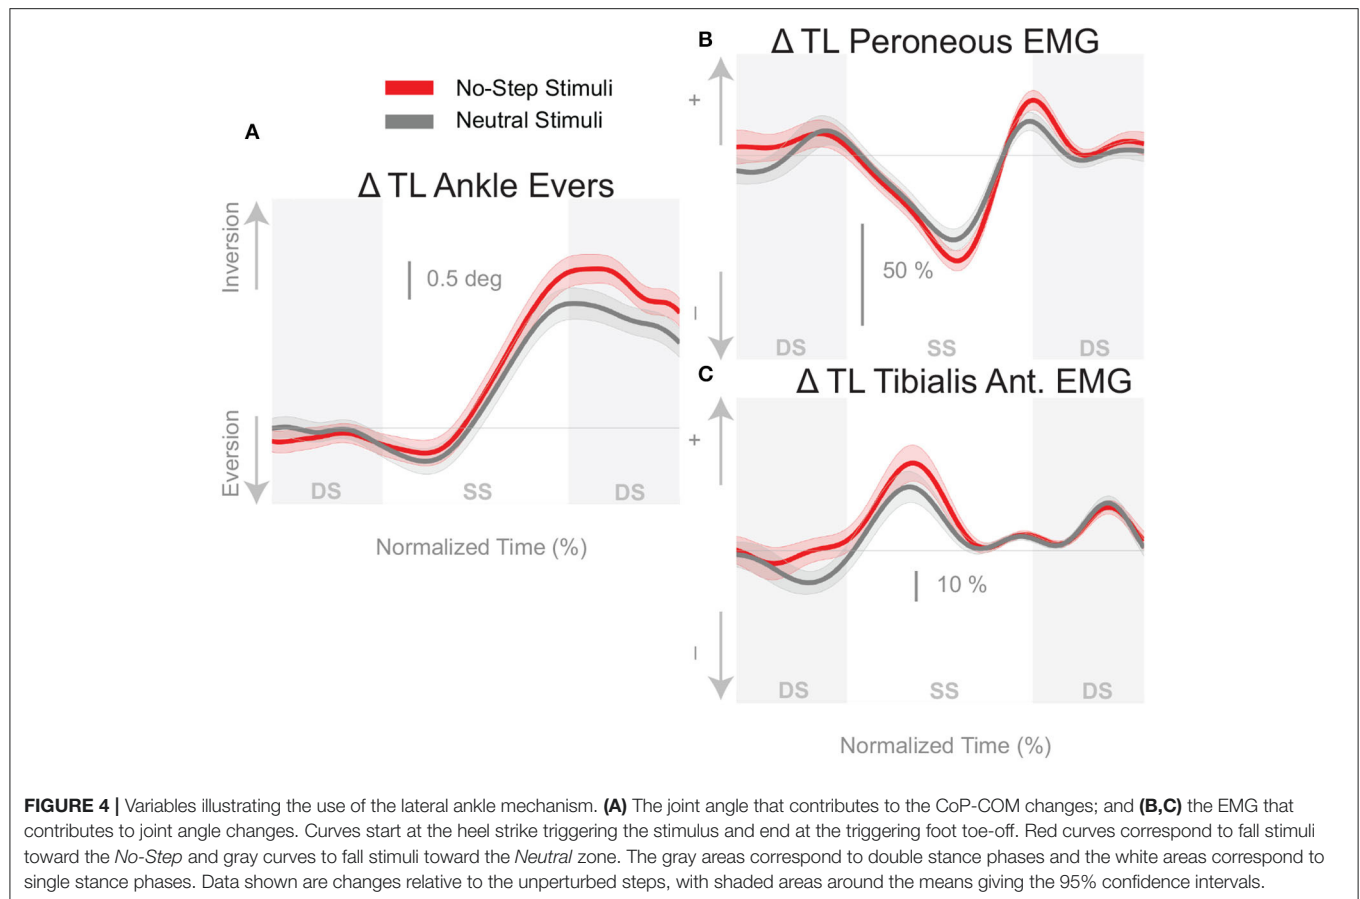 No-Step Stimuli
Neutral Stimuli
A
Δ TL Ankle Evers
Inversion
0.5 deg
Eversion
DS
SS
DS
Normalized Time (%)
B
Δ TL Peroneous EMG
+
50 %
–
DS
SS
DS
C
Δ TL Tibialis Ant. EMG
+
10 %
–
DS
SS
DS
Normalized Time (%)
FIGURE 4 | Variables illustrating the use of the lateral ankle mechanism. (A) The joint angle that contributes to the CoP-COM changes; and (B,C) the EMG that
contributes to joint angle changes. Curves start at the heel strike triggering the stimulus and end at the triggering foot toe-off. Red curves correspond to fall stimuli
toward the No-Step and gray curves to fall stimuli toward the Neutral zone. The gray areas correspond to double stance phases and the white areas correspond to
single stance phases. Data shown are changes relative to the unperturbed steps, with shaded areas around the means giving the 95% confidence intervals.